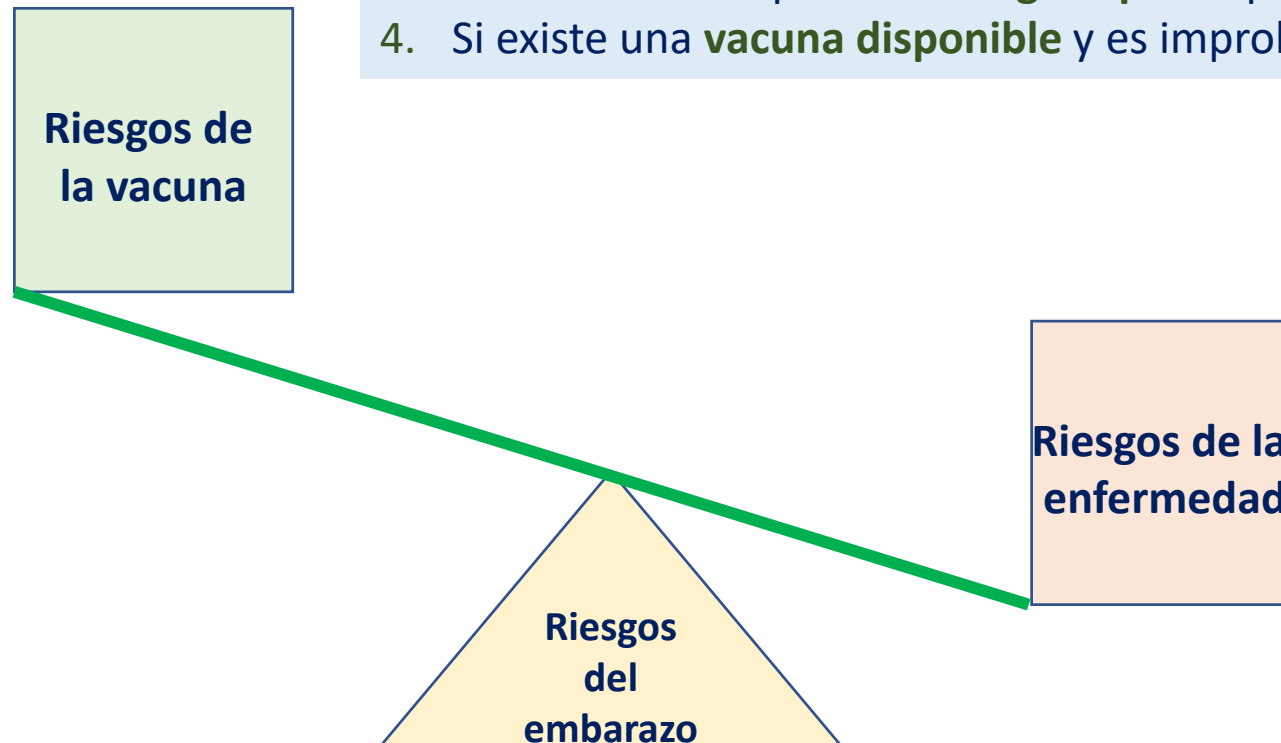 4. Si existe una vacuna disponible y es
Riesgos de
la vacuna
Riesgos de la
enfermedad
Riesgos
del
embarazo